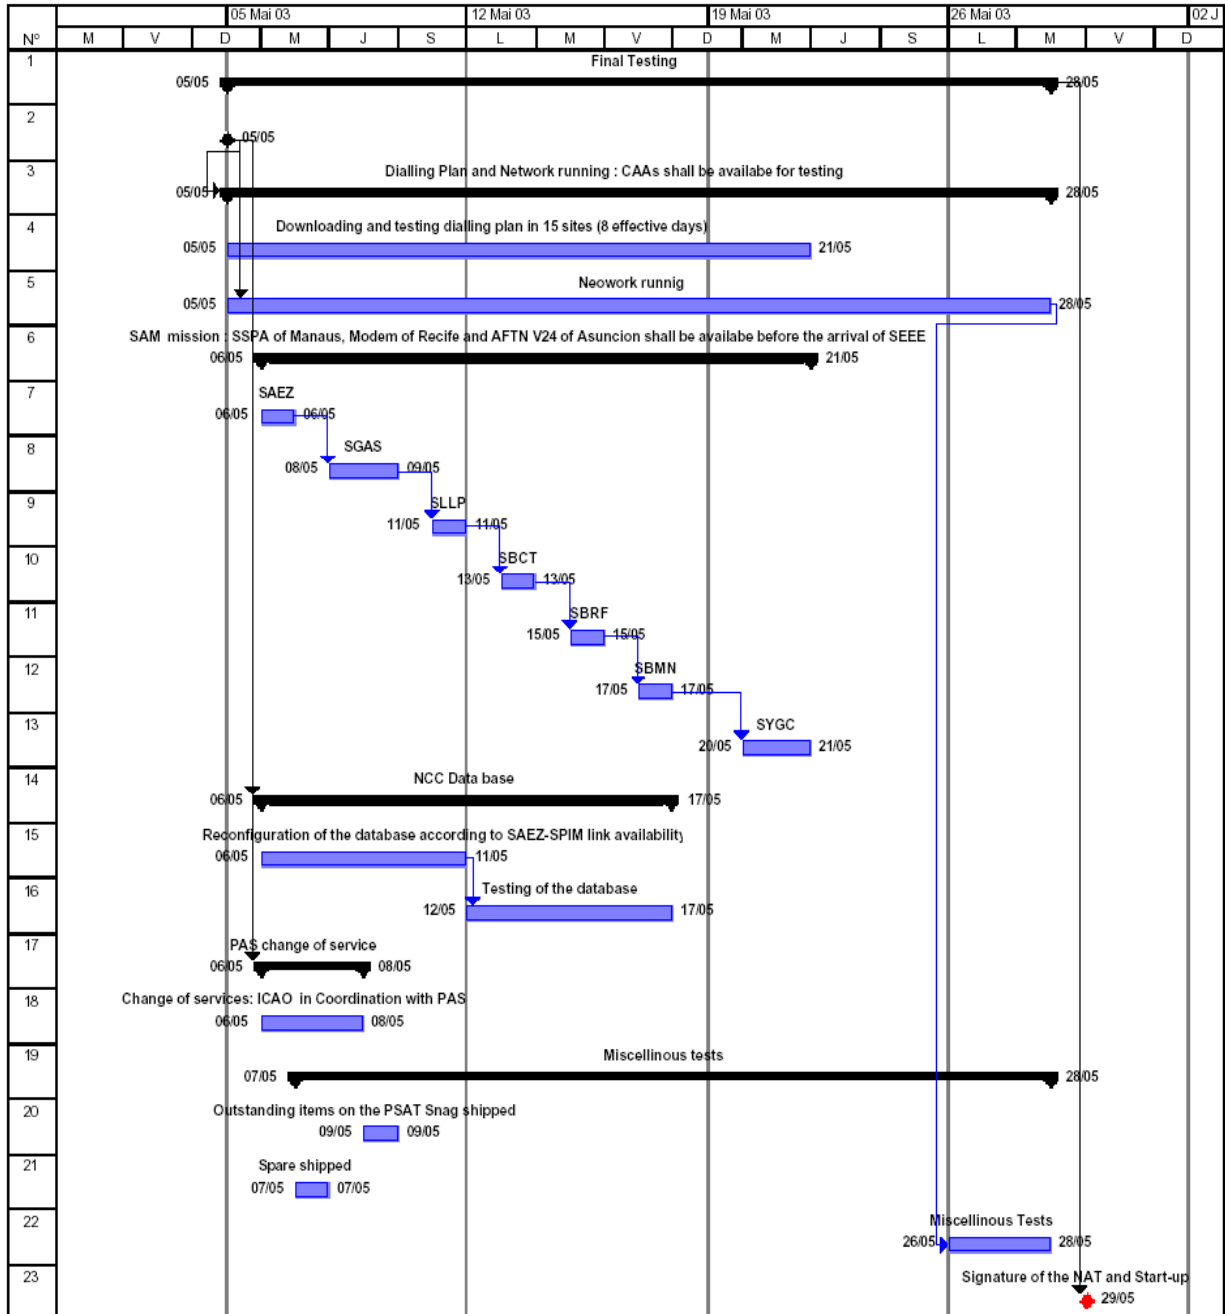 05 Mai 03 12 Mai 03 19 Mai 03 26 Mai 03 02 J
Nº M V D M J S L M V D M J S L M V D
1 Final Testing
05/05 28/05
2
05/05
3 Dialling Plan and Network running : CAAs shall be availabe for testing
05/05 28/05
4 Downloading and testing dialling plan in 15 sites (8 effective days)
05/05 21/05
5 Neowork runnig
05/05 28/05
6 SAM mission : SSPA of Manaus, Modem of Recife and AFTN V24 of Asuncion shall be availabe before the arrival of SEEE
06/05 21/05
7 SAEZ
06/05 06/05
8 SGAS
08/05 09/05
9 SLLP
11/05 11/05
10 SBCT
13/05 13/05
11 SBRF
15/05 15/05
12 SBMN
17/05 17/05
13 SYGC
20/05 21/05
14 NCC Data base
06/05 17/05
15 Reconfiguration of the database according to SAEZ-SPIM link availability
06/05 11/05
16 Testing of the database
12/05 17/05
17 PAS change of service
06/05 08/05
18 Change of services: ICAO in Coordination with PAS
06/05 08/05
19 Miscellinous tests
07/05 28/05
20 Outstanding items on the PSAT Snag shipped
09/05 09/05
21 Spare shipped
07/05 07/05
22 Miscellinous Tests
26/05 28/05
23 Signature of the NAT and Start-up
29/05